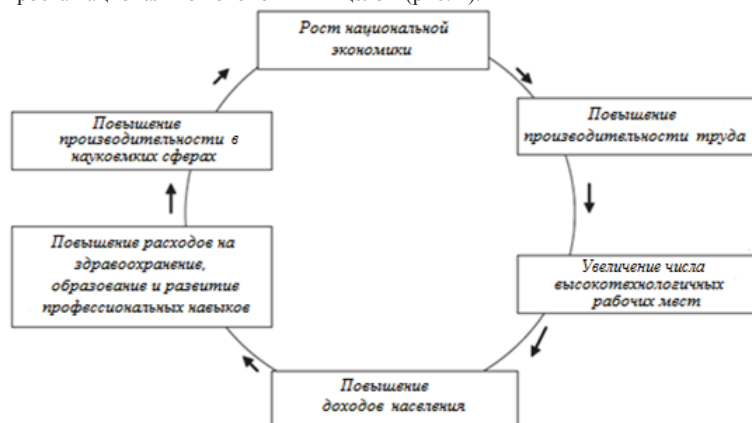 Рост национальной
экономики
Повышение
производительности труда
Увеличение числа
высокотехнологичных
рабочих мест
Повышение
доходов населения
Повышение расходов на
здравоохранение,
образование и развитие
профессиональных навыков
Повышение
производительности в
наукоемких сферах